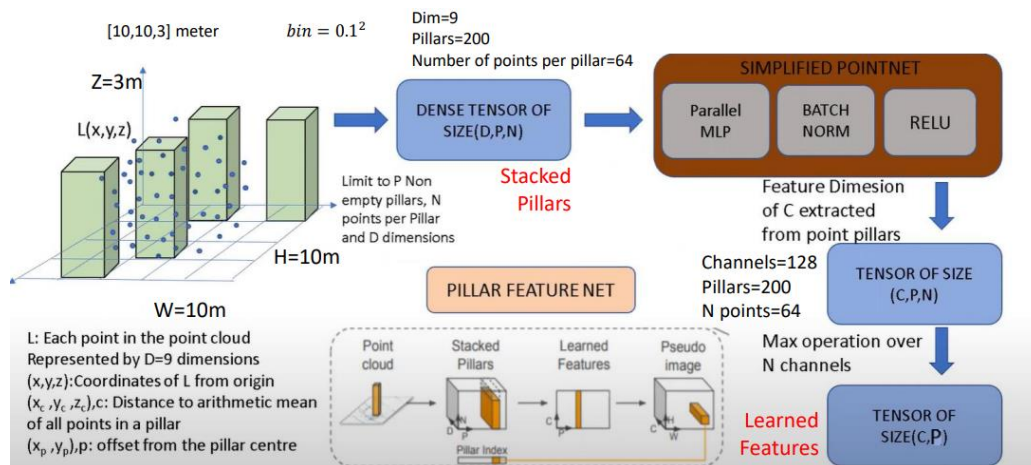 [10,10,3] meter
bin = 0.1²
Z=3m
L(x,y,z)
H=10m
W=10m
Limit to P Non
empty pillars, N
points per Pillar
and D dimensions
Dim=9
Pillars=200
Number of points per pillar=64
DENSE TENSOR OF
SIZE(D,P,N)
Stacked
Pillars
SIMPLIFIED POINTNET
Parallel
MLP
BATCH
NORM
RELU
Feature Dimesion
of C extracted
from point pillars
Channels=128
Pillars=200
N points=64
TENSOR OF SIZE
(C,P,N)
Max operation over
N channels
Learned
Features
TENSOR OF
SIZE(C,P)
PILLAR FEATURE NET
L: Each point in the point cloud
Represented by D=9 dimensions
(x,y,z):Coordinates of L from origin
(x_c ,y_c ,z_c),c: Distance to arithmetic mean
of all points in a pillar
(x_p ,y_p),p: offset from the pillar centre
Point
cloud
Stacked
Pillars
Learned
Features
Pseudo
image
N
D
P
C
P
H
C
W
Pillar Index